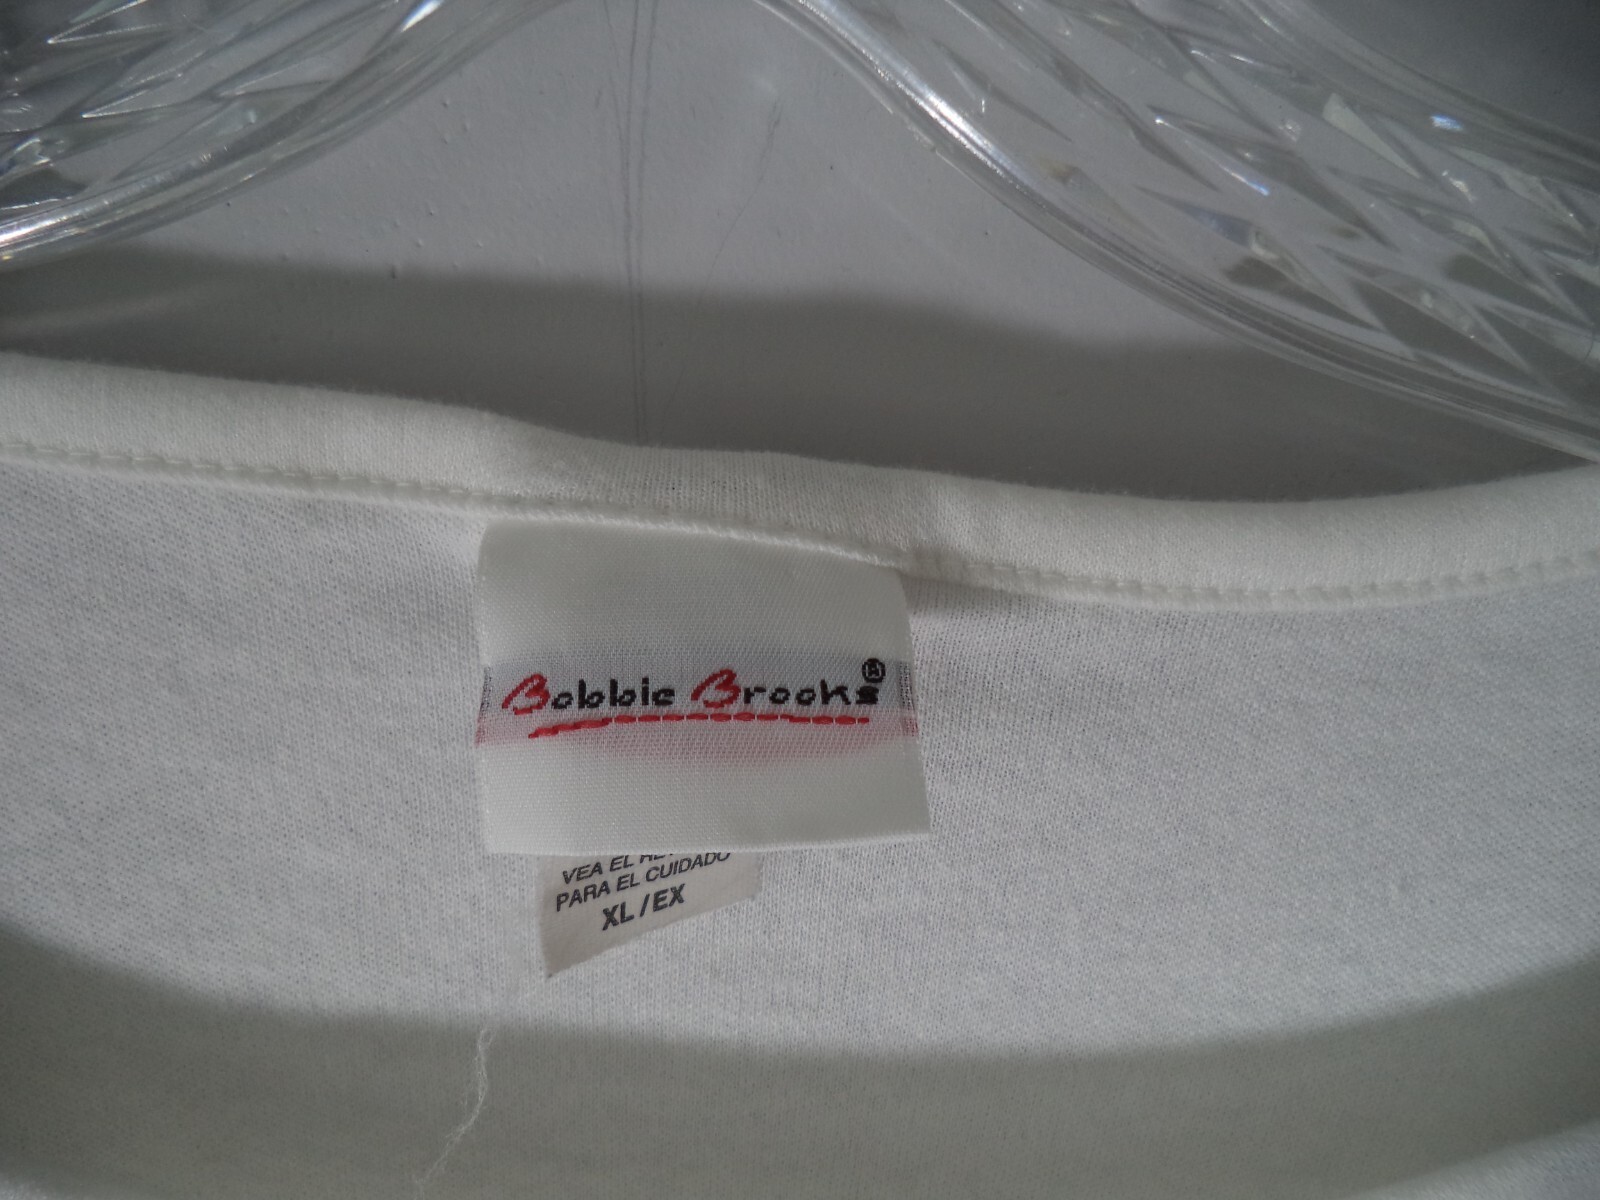 Bobbie Brooks®
VEA EL
PARA EL CUIDADO
XL / EX